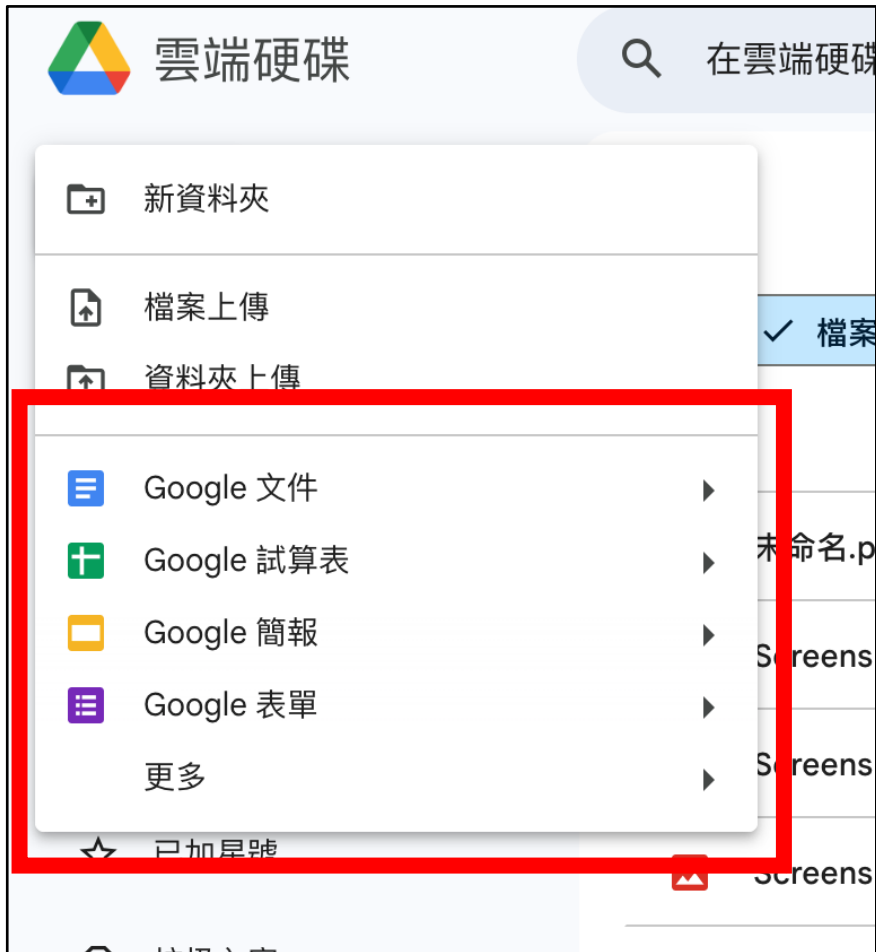 雲端硬碟
在雲端硬碟
新資料夾
檔案上傳
檔案
資料夾上傳
Google 文件
Google 試算表
未命名.p
Google 簡報
Screens
Google 表單
更多
Screens
已加星號
Screens